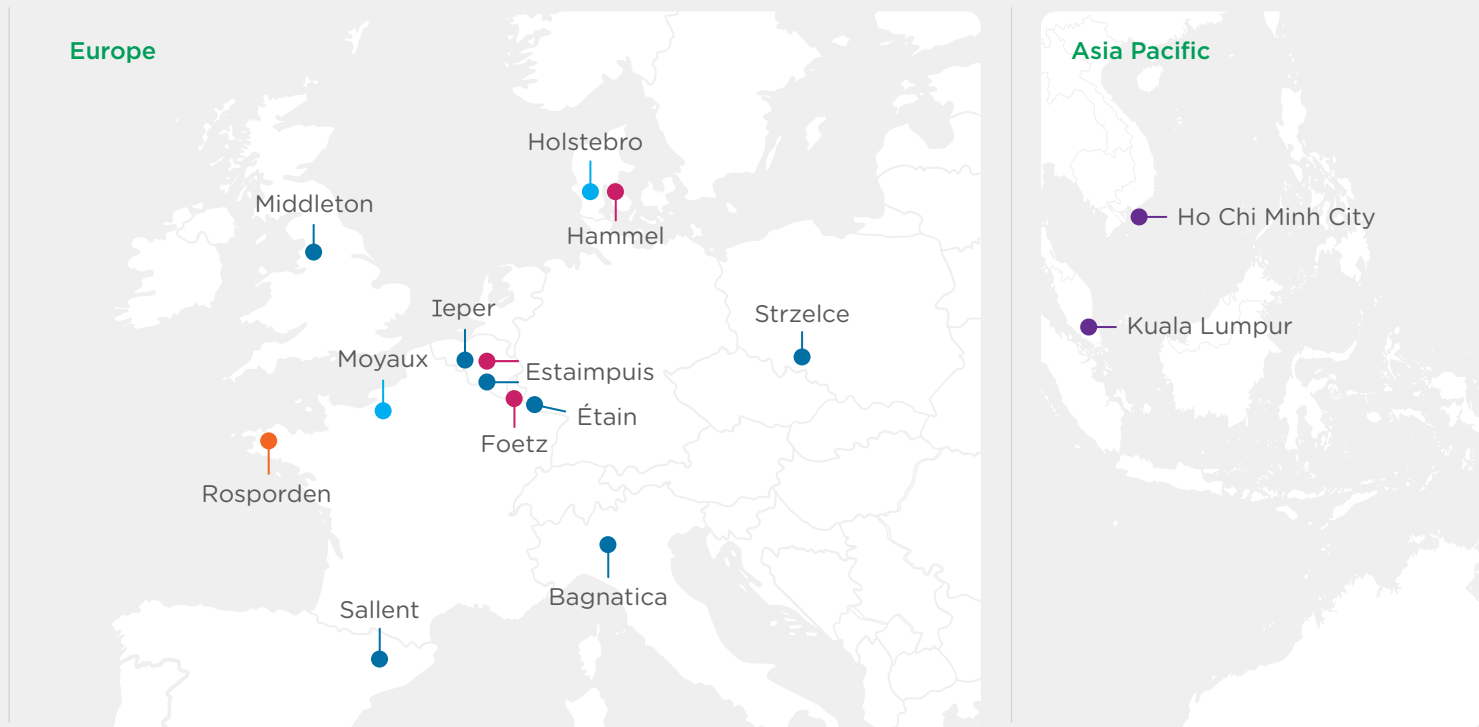 Europe
Holstebro
Middleton
Hammel
Ieper
Strzelce
Moyaux
Estaimpuis
Étain
Foetz
Rosporden
Bagnatica
Sallent
Asia Pacific
Ho Chi Minh City
Kuala Lumpur